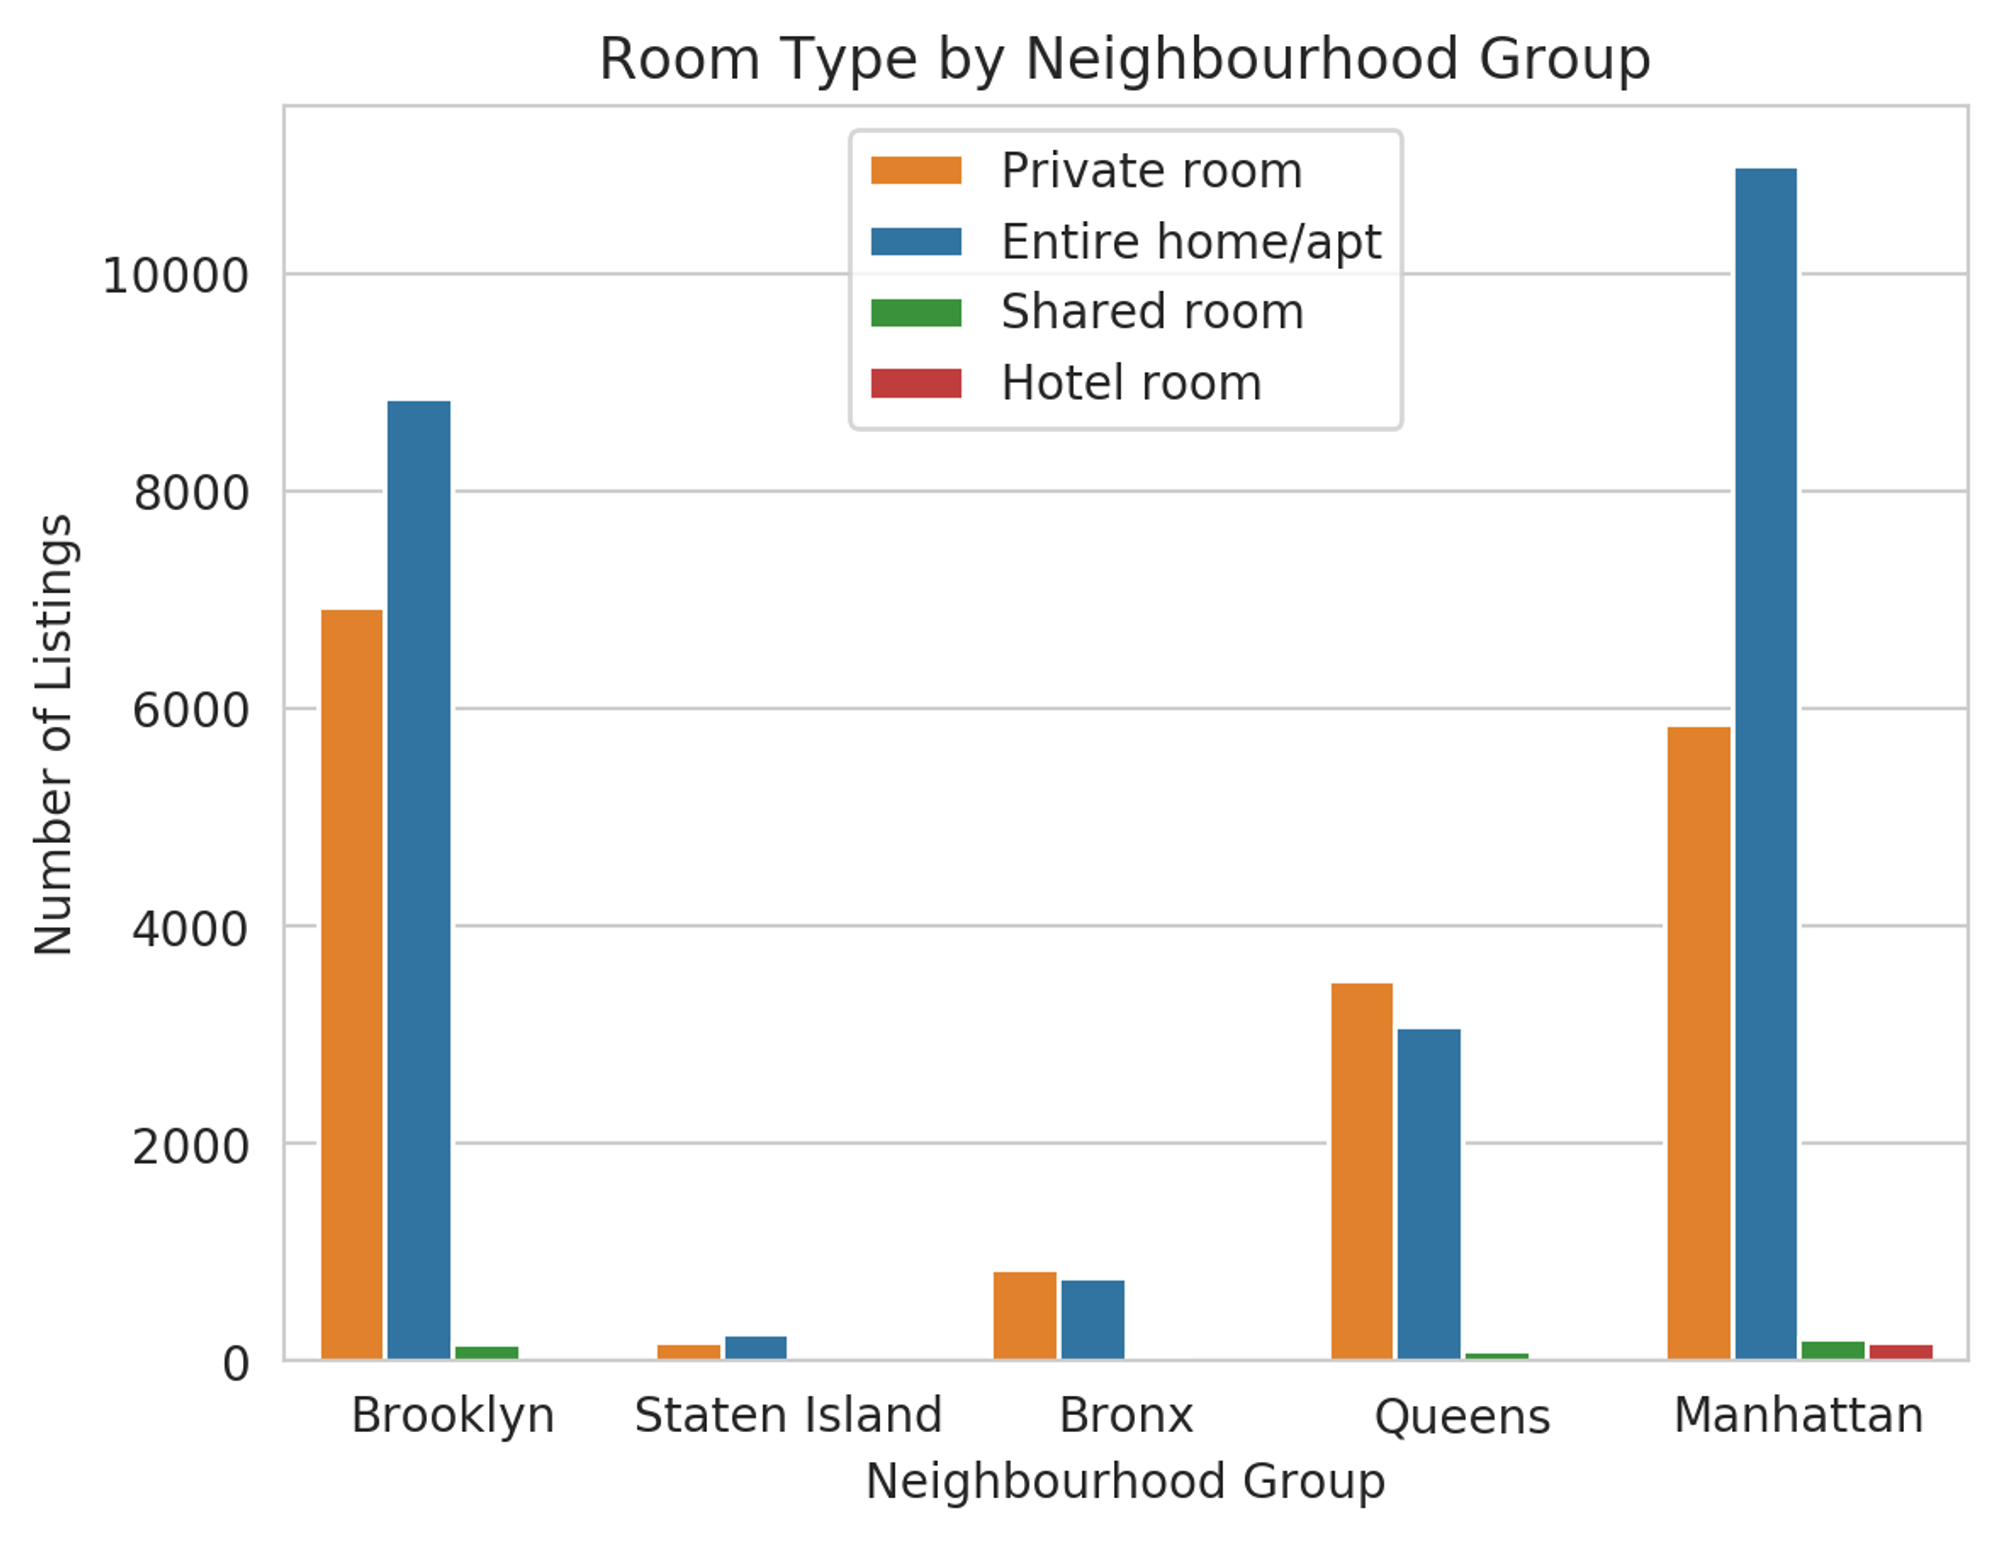 Room Type by Neighbourhood Group
Private room
Entire home/apt
Shared room
Hotel room
Number of Listings
10000
8000
6000
4000
2000
0
Brooklyn Staten Island Bronx Queens Manhattan
Neighbourhood Group